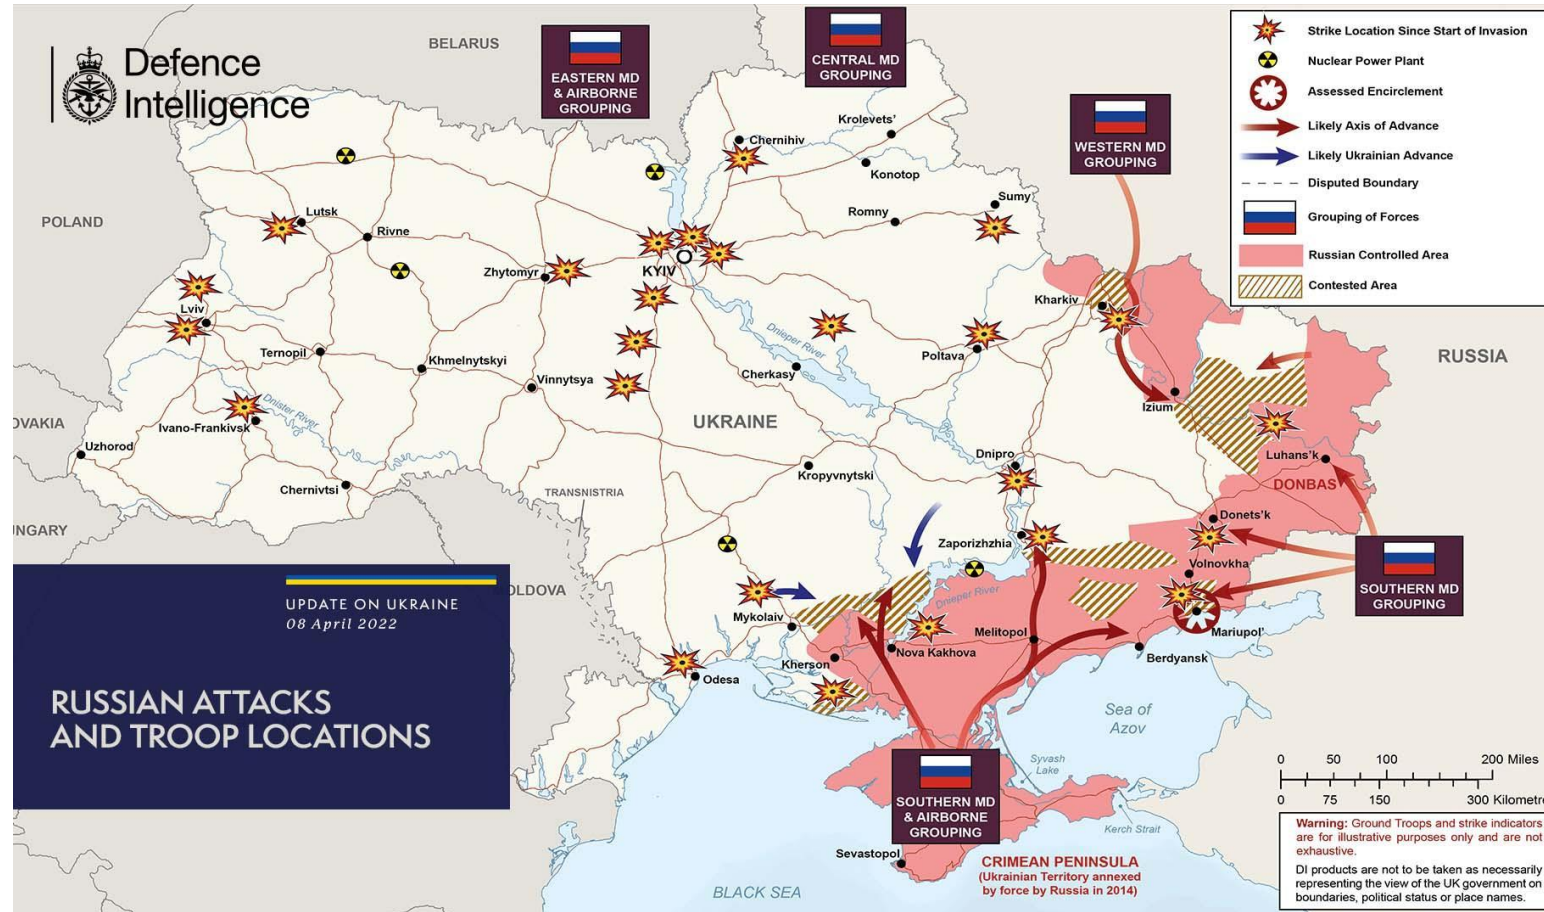 Defence
Intelligence
BELARUS
EASTERN MD
& AIRBORNE
GROUPING
CENTRAL MD
GROUPING
WESTERN MD
GROUPING
Strike Location Since Start of Invasion
Nuclear Power Plant
Assessed Encirclement
Likely Axis of Advance
Likely Ukrainian Advance
Disputed Boundary
Grouping of Forces
Russian Controlled Area
Contested Area
POLAND
Lutsk
Rivne
Zhytomyr
KYIV
Chernihiv
Krolevets'
Konotop
Romny
Sumy
Kharkiv
Lviv
Ternopil
Khmelnytskyi
Vinnytsya
Dnieper River
Cherkasy
Poltava
Izium
RUSSIA
OVAKIA
Uzhorod
Ivano-Frankivsk
Dnister River
Chernivtsi
UKRAINE
Kropyvnytski
Dnipro
Luhans'k
DONBAS
Donets'k
NGARY
TRANSNISTRIA
OLDOVA
Zaporizhzhia
Volnovkha
SOUTHERN MD
GROUPING
Dnieper River
Mykolaiv
Kherson
Nova Kakhova
Melitopol
Mariupol'
Berdyansk
Odesa
UPDATE ON UKRAINE
08 April 2022
RUSSIAN ATTACKS
AND TROOP LOCATIONS
Sea of
Azov
Syvash
Lake
SOUTHERN MD
& AIRBORNE
GROUPING
Kerch Strait
Sevastopol
CRIMEAN PENINSULA
(Ukrainian Territory annexed
by force by Russia in 2014)
BLACK SEA
0 50 100 200 Miles
0 75 150 300 Kilometre
Warning: Ground Troops and strike indicators
are for illustrative purposes only and are not
exhaustive.
DI products are not to be taken as necessarily
representing the view of the UK government on
boundaries, political status or place names.